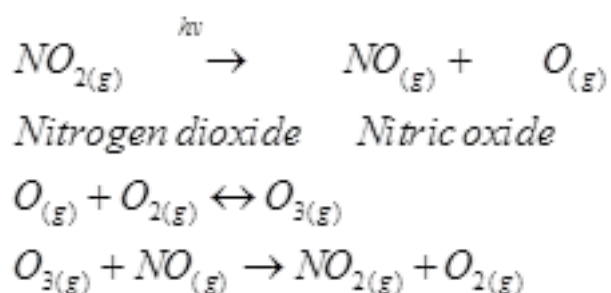 hν
NO₂(g) → NO(g) + O(g)
Nitrogen dioxide Nitric oxide
O(g) + O₂(g) ↔ O₃(g)
O₃(g) + NO(g) → NO₂(g) + O₂(g)